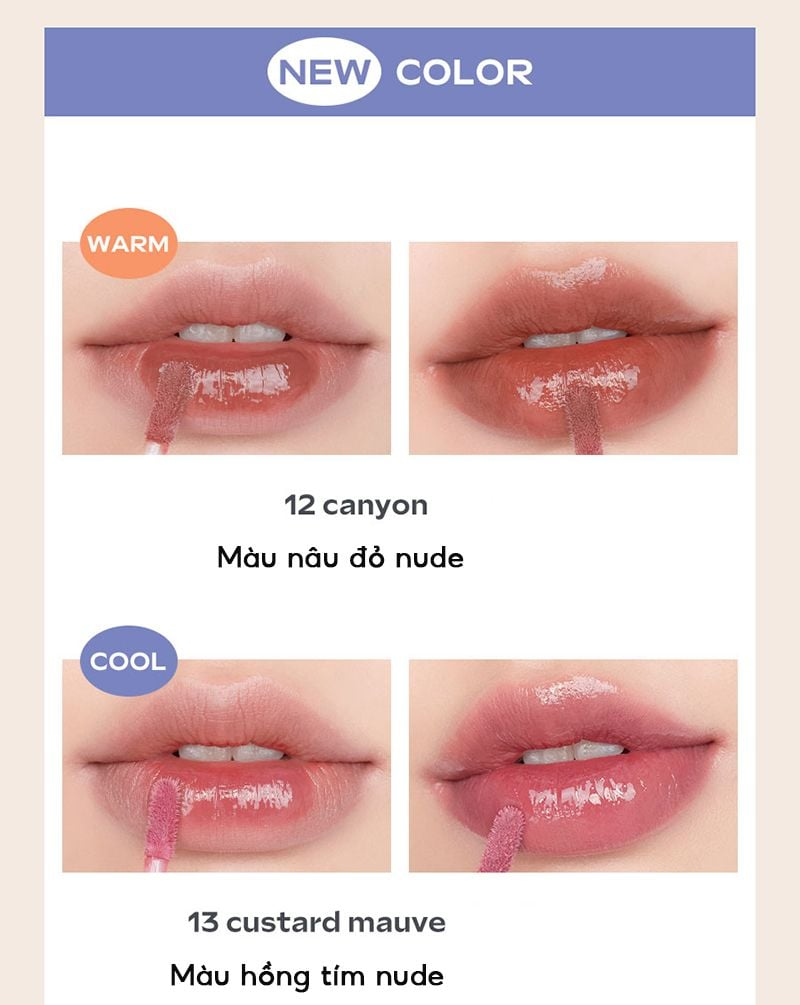 NEW COLOR
WARM
12 canyon
Màu nâu đỏ nude
COOL
13 custard mauve
Màu hồng tím nude